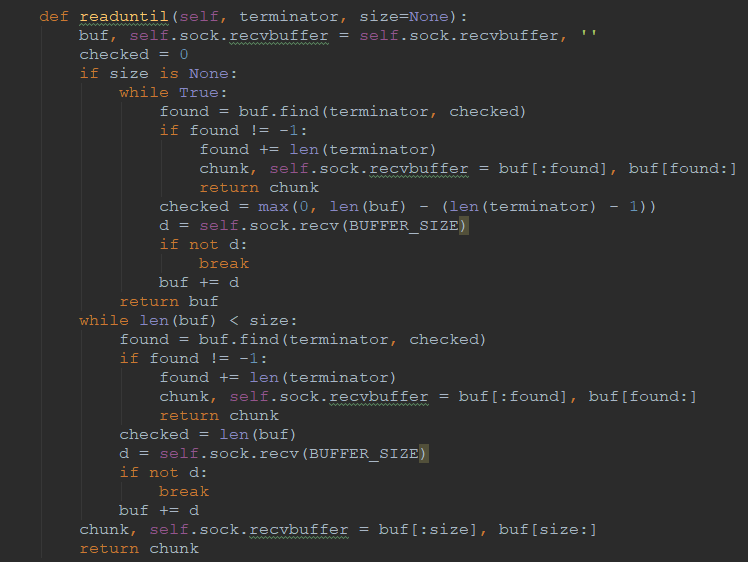 def readuntil(self, terminator, size=None):
    buf, self.sock.recvbuffer = self.sock.recvbuffer, ''
    checked = 0
    if size is None:
        while True:
            found = buf.find(terminator, checked)
            if found != -1:
                found += len(terminator)
                chunk, self.sock.recvbuffer = buf[:found], buf[found:]
                return chunk
            checked = max(0, len(buf) - (len(terminator) - 1))
            d = self.sock.recv(BUFFER_SIZE)
            if not d:
                break
            buf += d
        return buf
    while len(buf) < size:
        found = buf.find(terminator, checked)
        if found != -1:
            found += len(terminator)
            chunk, self.sock.recvbuffer = buf[:found], buf[found:]
            return chunk
        checked = len(buf)
        d = self.sock.recv(BUFFER_SIZE)
        if not d:
            break
        buf += d
    chunk, self.sock.recvbuffer = buf[:size], buf[size:]
    return chunk